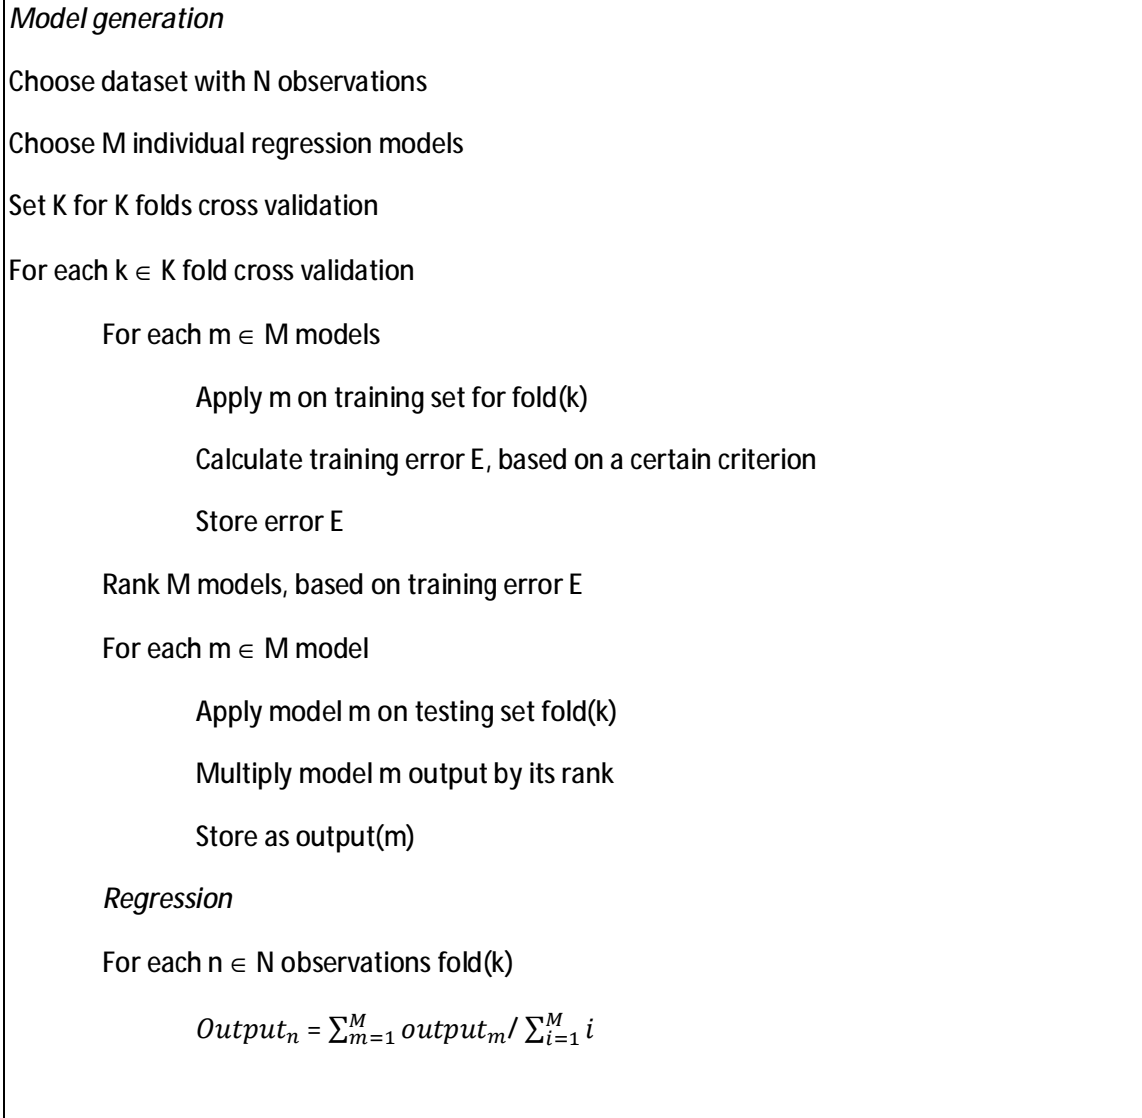 Model generation
Choose dataset with N observations
Choose M individual regression models
Set K for K folds cross validation
For each k ∈ K fold cross validation
For each m ∈ M models
Apply m on training set for fold(k)
Calculate training error E, based on a certain criterion
Store error E
Rank M models, based on training error E
For each m ∈ M model
Apply model m on testing set fold(k)
Multiply model m output by its rank
Store as output(m)
Regression
For each n ∈ N observations fold(k)
Output_n = ∑_{m=1}^{M} output_m / ∑_{i=1}^{M} i